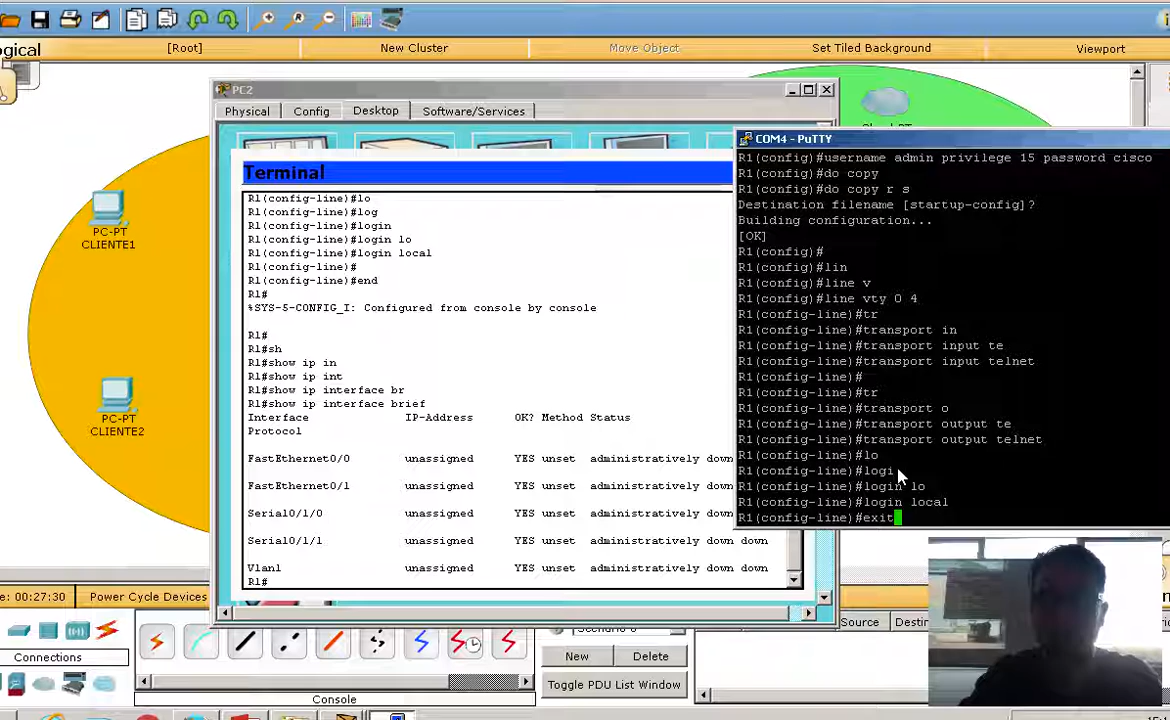 ogical
[Root]
New Cluster
Move Object
Set Tiled Background
Viewport
PC2
Physical
Config
Desktop
Software/Services
Terminal
R1(config-line)#lo
R1(config-line)#log
R1(config-line)#login
R1(config-line)#login lo
R1(config-line)#login local
R1(config-line)#
R1(config-line)#end
R1#
%SYS-5-CONFIG_I: Configured from console by console
R1#
R1#sh
R1#show ip in
R1#show ip int
R1#show ip interface br
R1#show ip interface brief
Interface IP-Address OK? Method Status
Protocol
FastEthernet0/0 unassigned YES unset administratively down
FastEthernet0/1 unassigned YES unset administratively down
Serial0/1/0 unassigned YES unset administratively down
Serial0/1/1 unassigned YES unset administratively down down
Vlan1 unassigned YES unset administratively down down
R1#
COM4 - PuTTY
R1(config)#username admin privilege 15 password cisco
R1(config)#do copy
R1(config)#do copy r s
Destination filename [startup-config]?
Building configuration...
[OK]
R1(config)#
R1(config)#lin
R1(config)#line v
R1(config)#line vty 0 4
R1(config-line)#tr
R1(config-line)#transport in
R1(config-line)#transport input te
R1(config-line)#transport input telnet
R1(config-line)#
R1(config-line)#tr
R1(config-line)#transport o
R1(config-line)#transport output te
R1(config-line)#transport output telnet
R1(config-line)#lo
R1(config-line)#logi
R1(config-line)#login lo
R1(config-line)#login local
R1(config-line)#exit
PC-PT
CLIENTE1
PC-PT
CLIENTE2
e: 00:27:30
Power Cycle Devices
Source
Destin
Connections
New
Delete
Toggle PDU List Window
Console